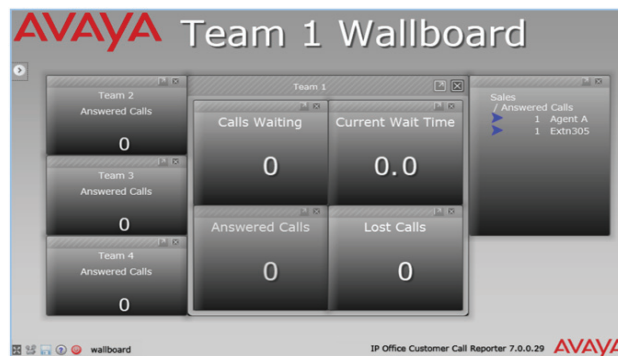 AVAYA Team 1 Wallboard
Team 2
Answered Calls
0
Team 3
Answered Calls
0
Team 4
Answered Calls
0
Team 1
Calls Waiting
0
Current Wait Time
0.0
Answered Calls
0
Lost Calls
0
Sales
/ Answered Calls
1 Agent A
1 Extn305
wallboard
IP Office Customer Call Reporter 7.0.0.29 AVAYA